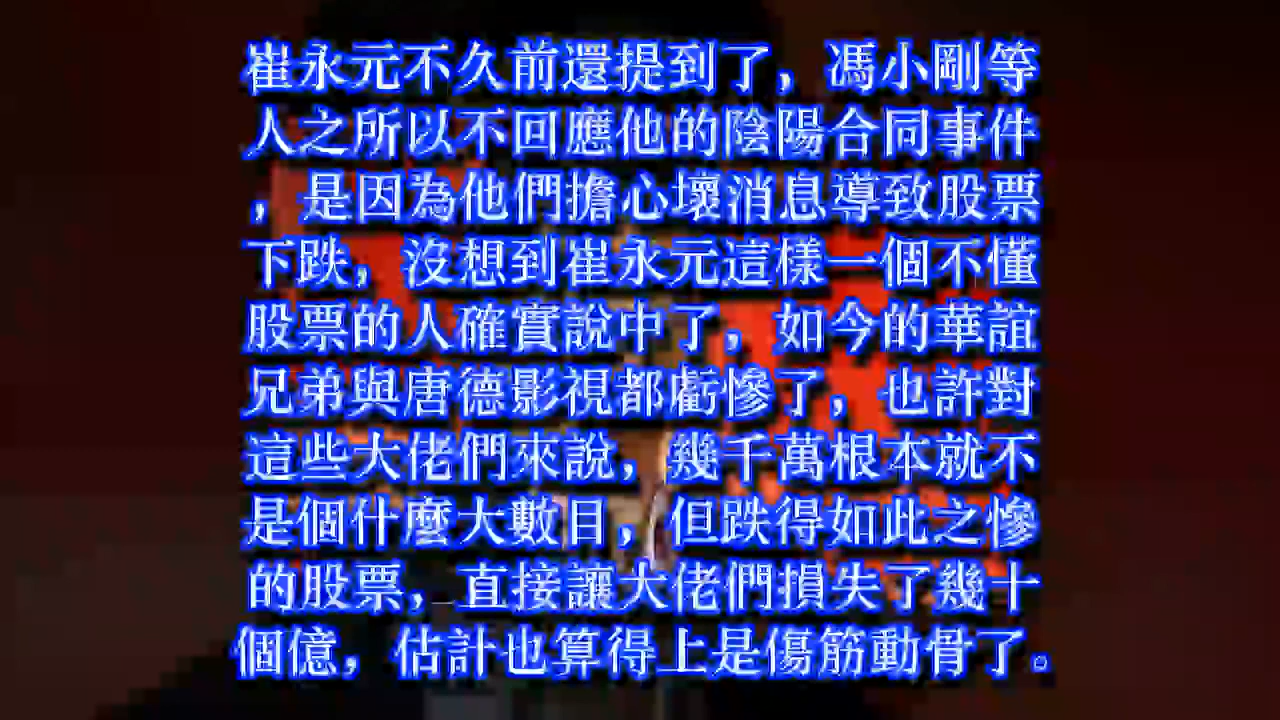 崔永元不久前還提到了，馮小剛等
人之所以不回應他的陰陽合同事件
，是因為他們擔心壞消息導致股票
下跌，沒想到崔永元這樣一個不懂
股票的人確實說中了，如今的華誼
兄弟與唐德影視都虧慘了，也許對
這些大佬們來說，幾千萬根本就不
是個什麼大數目，但跌得如此之慘
的股票，直接讓大佬們損失了幾十
個億，估計也算得上是傷筋動骨了。